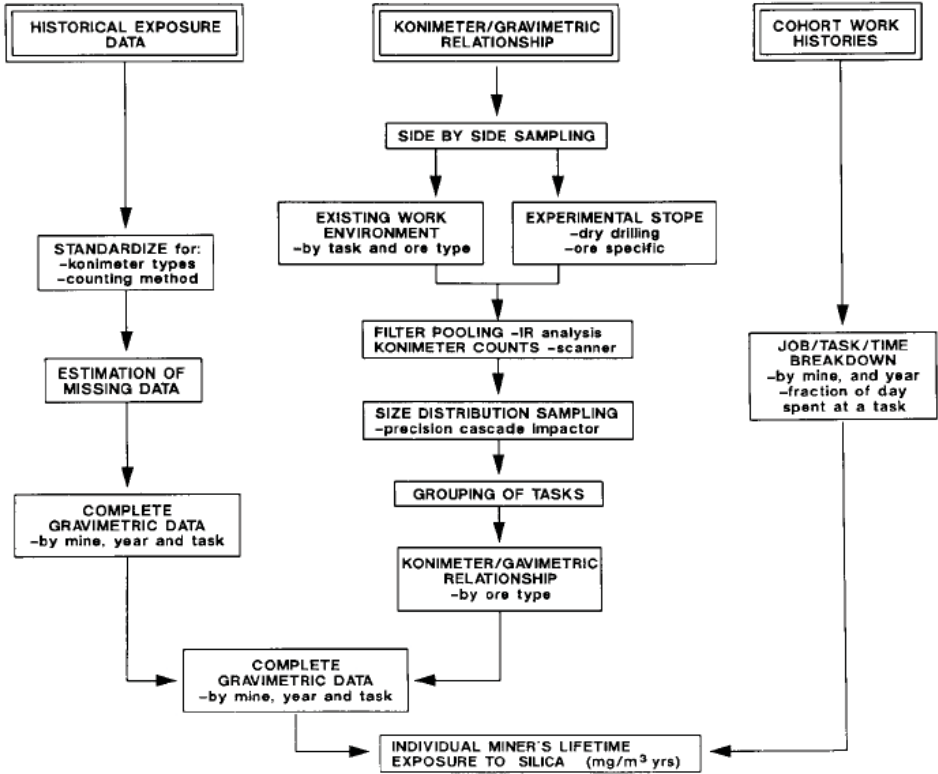 HISTORICAL EXPOSURE
DATA
KONIMETER/GRAVIMETRIC
RELATIONSHIP
COHORT WORK
HISTORIES
SIDE BY SIDE SAMPLING
EXISTING WORK
ENVIRONMENT
-by task and ore type
EXPERIMENTAL STOPE
-dry drilling
-ore specific
STANDARDIZE for:
-konimeter types
-counting method
FILTER POOLING -IR analysis
KONIMETER COUNTS -scanner
JOB/TASK/TIME
BREAKDOWN
-by mine, and year
-fraction of day
spent at a task
ESTIMATION OF
MISSING DATA
SIZE DISTRIBUTION SAMPLING
-precision cascade impactor
GROUPING OF TASKS
COMPLETE
GRAVIMETRIC DATA
-by mine, year and task
KONIMETER/GAVIMETRIC
RELATIONSHIP
-by ore type
COMPLETE
GRAVIMETRIC DATA
-by mine, year and task
INDIVIDUAL MINER'S LIFETIME
EXPOSURE TO SILICA (mg/m³ yrs)